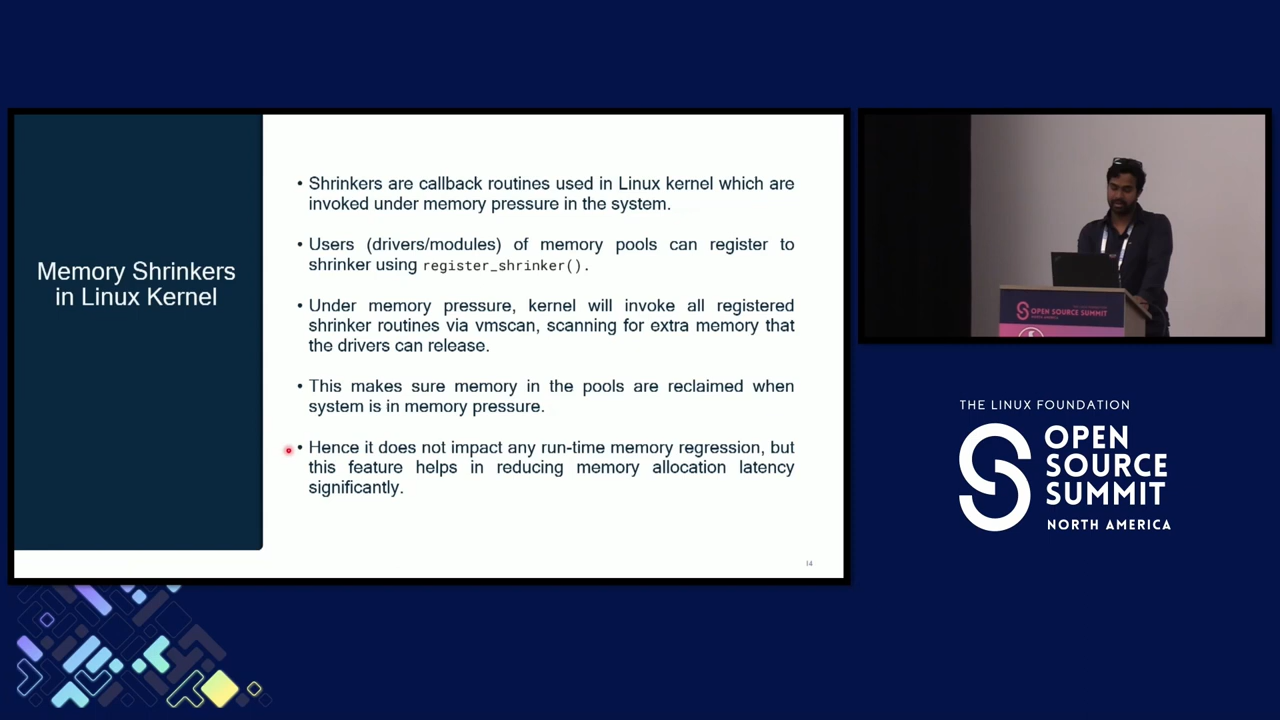 Memory Shrinkers
in Linux Kernel
• Shrinkers are callback routines used in Linux kernel which are
invoked under memory pressure in the system.
• Users (drivers/modules) of memory pools can register to
shrinker using register_shrinker().
• Under memory pressure, kernel will invoke all registered
shrinker routines via vmscan, scanning for extra memory that
the drivers can release.
• This makes sure memory in the pools are reclaimed when
system is in memory pressure.
• Hence it does not impact any run-time memory regression, but
this feature helps in reducing memory allocation latency
significantly.
14
OPEN SOURCE SUMMIT
THE LINUX FOUNDATION
OPEN
SOURCE
SUMMIT
NORTH AMERICA